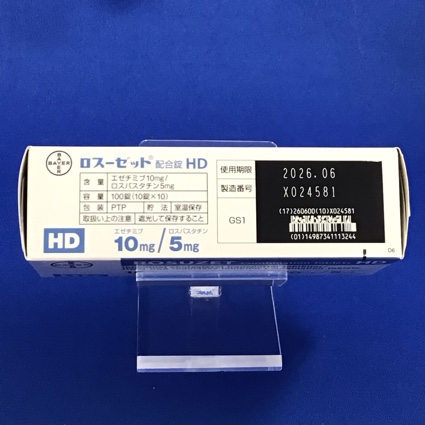 BAYER
BAYER
ロスーゼット® 配合錠 HD
含量 エゼチミブ10mg/
ロスバスタチン5mg
容量 100錠(10錠×10)
包装 PTP 貯法 室温保存
取扱い上の注意 遮光して保存すること
HD
エゼチミブ ロスバスタチン
10mg/5mg
使用期限 2026.06
製造番号 X024581
GS1
(17)260600(10)X024581
(01)14987341113244
D6
HD